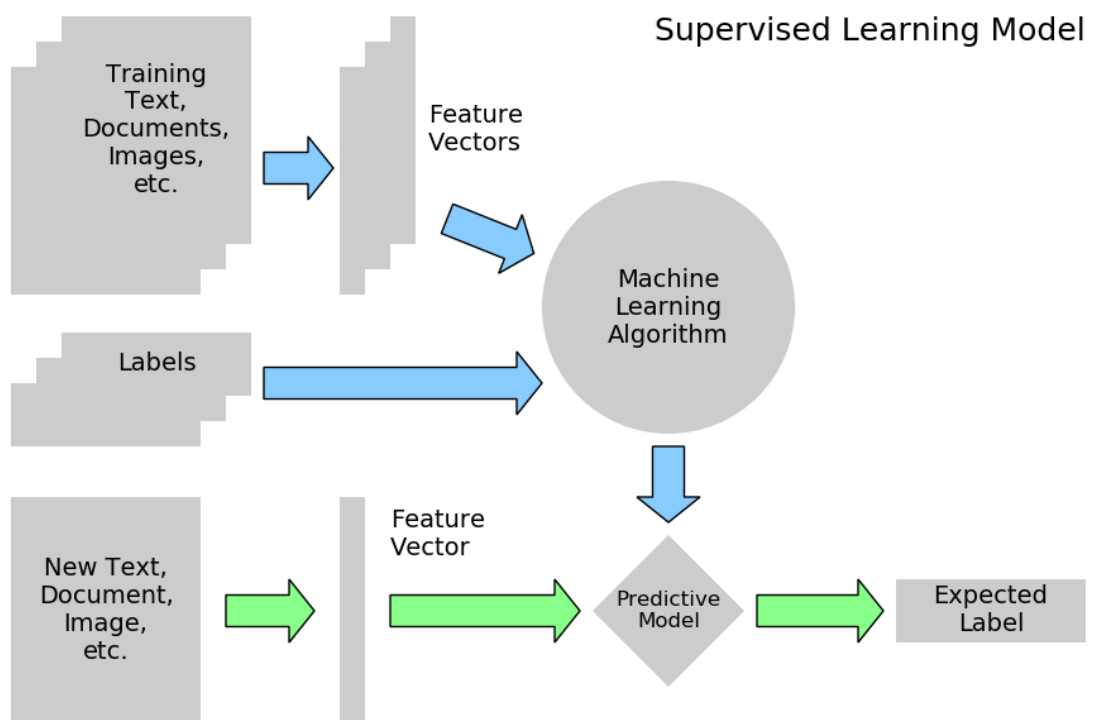 Supervised Learning Model
Training
Text,
Documents,
Images,
etc.
Feature
Vectors
Machine
Learning
Algorithm
Labels
New Text,
Document,
Image,
etc.
Feature
Vector
Predictive
Model
Expected
Label